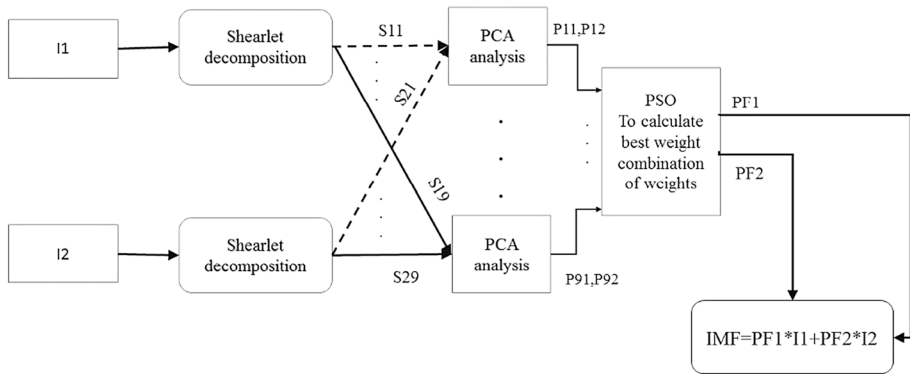 I1
Shearlet
decomposition
S11
PCA
analysis
P11,P12
S21
PSO
To calculate
best weight
combination
of weights
PF1
PF2
S19
I2
Shearlet
decomposition
S29
PCA
analysis
P91,P92
IMF=PF1*I1+PF2*I2